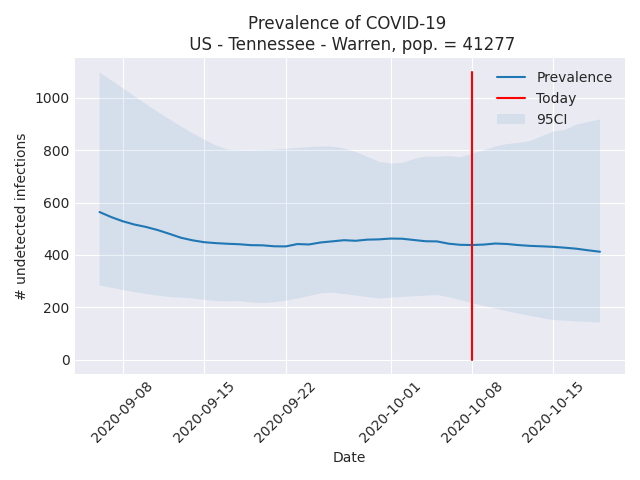 Prevalence of COVID-19
US - Tennessee - Warren, pop. = 41277
Prevalence
Today
95CI
# undetected infections
1000
800
600
400
200
0
2020-09-08
2020-09-15
2020-09-22
2020-10-01
2020-10-08
2020-10-15
Date